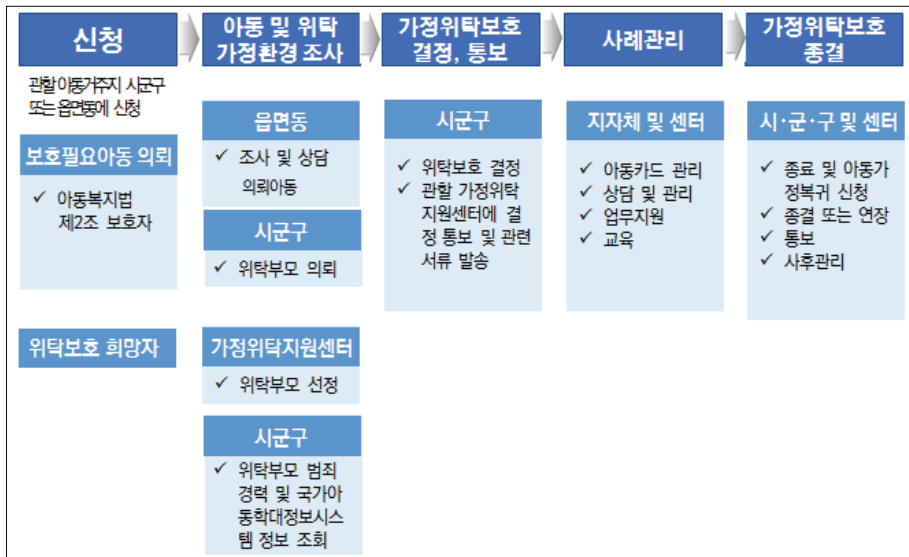 신청
관할 아동거주지 시군구
또는 읍면동에 신청
보호필요아동 의뢰
✓ 아동복지법
제2조 보호자
위탁보호 희망자
아동 및 위탁
가정환경 조사
읍면동
✓ 조사 및 상담
의뢰아동
시군구
✓ 위탁부모 의뢰
가정위탁지원센터
✓ 위탁부모 선정
시군구
✓ 위탁부모 범죄
경력 및 국가아
동학대정보시스
템 정보 조회
가정위탁보호
결정, 통보
시군구
✓ 위탁보호 결정
✓ 관할 가정위탁
지원센터에 결
정 통보 및 관련
서류 발송
사례관리
지자체 및 센터
✓ 아동카드 관리
✓ 상담 및 관리
✓ 업무지원
✓ 교육
가정위탁보호
종결
시·군·구 및 센터
✓ 종료 및 아동가
정복귀 신청
✓ 종결 또는 연장
✓ 통보
✓ 사후관리